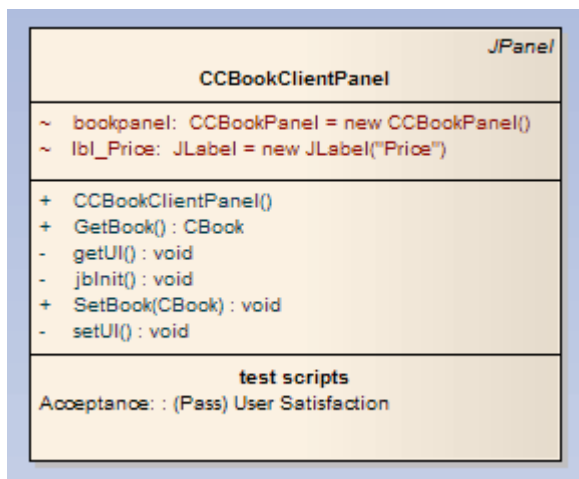 JPanel
CCBookClientPanel
~ bookpanel: CCBookPanel = new CCBookPanel()
~ lbl_Price: JLabel = new JLabel("Price")
+ CCBookClientPanel()
+ GetBook() : CBook
- getUI() : void
- jbInit() : void
+ SetBook(CBook) : void
- setUI() : void
test scripts
Acceptance: : (Pass) User Satisfaction